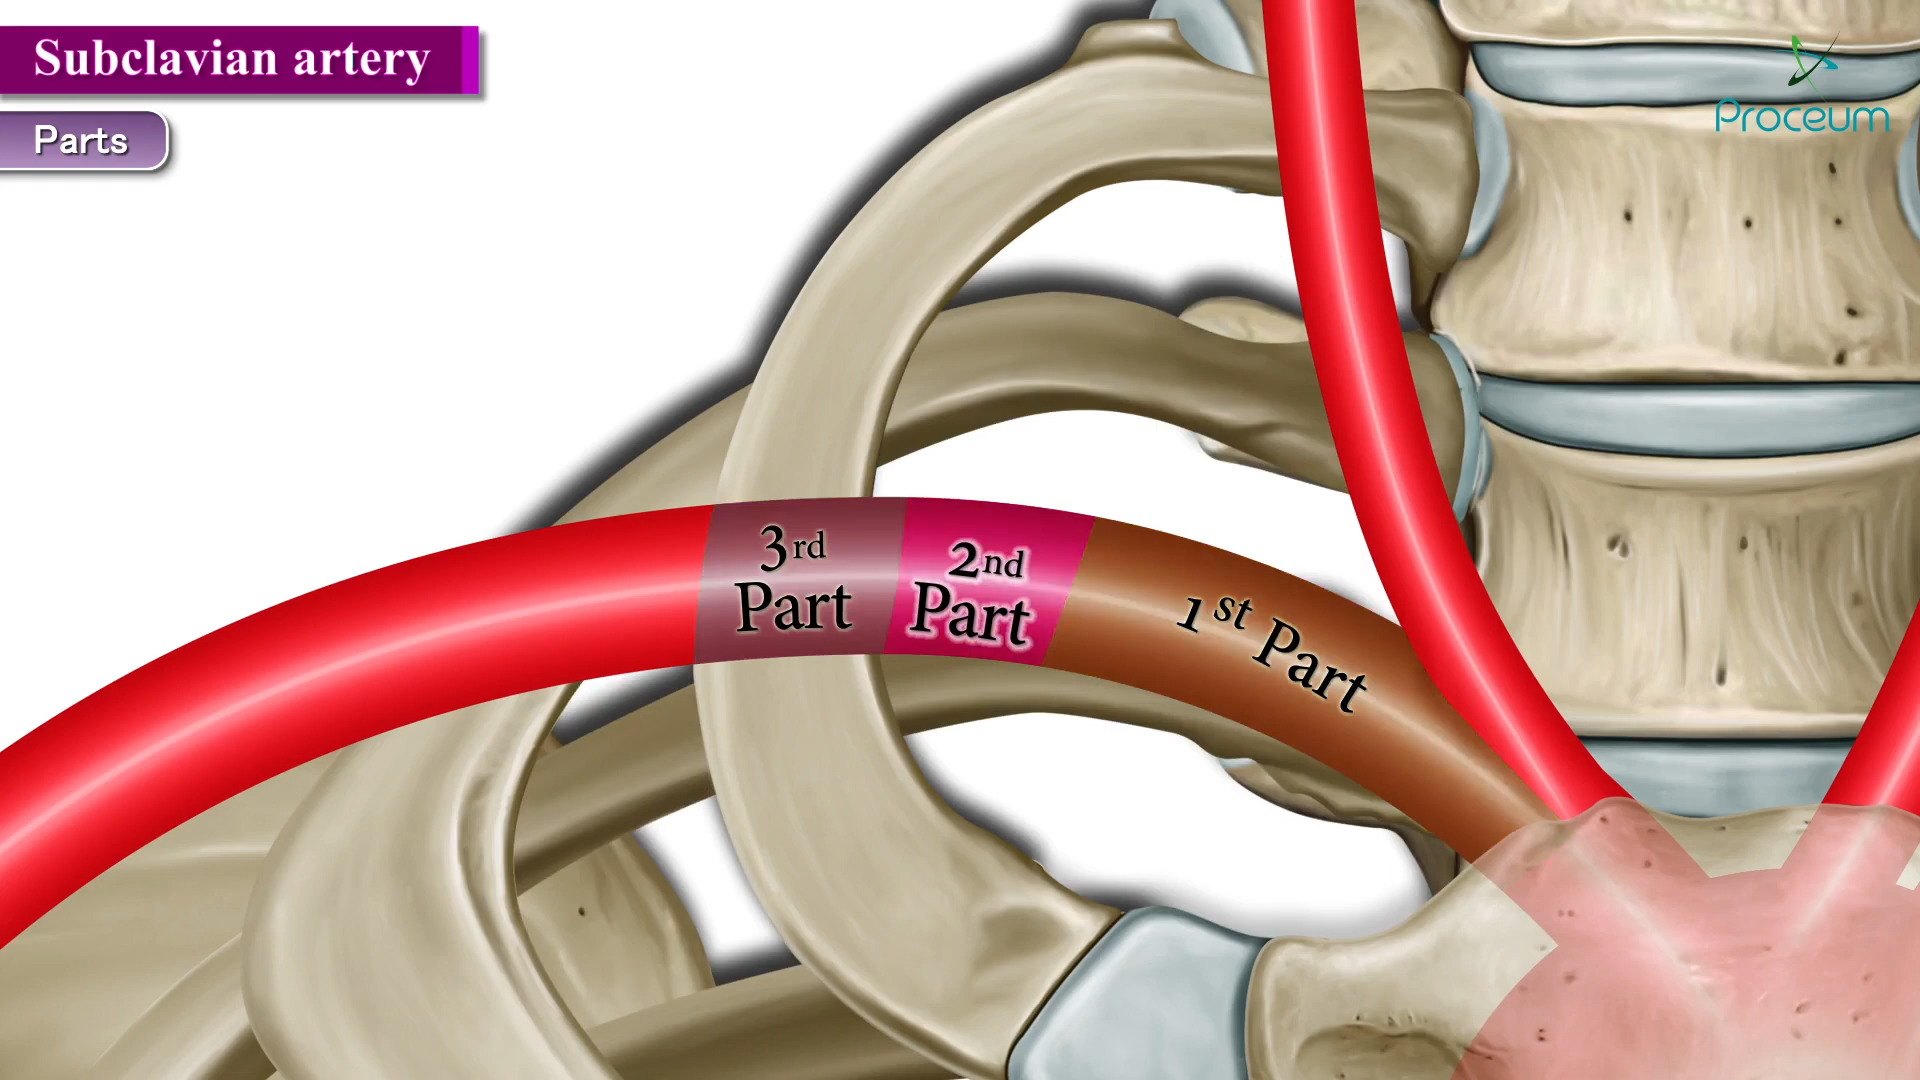 Subclavian artery
Parts
Proceum
3rd
Part
2nd
Part
1st Part